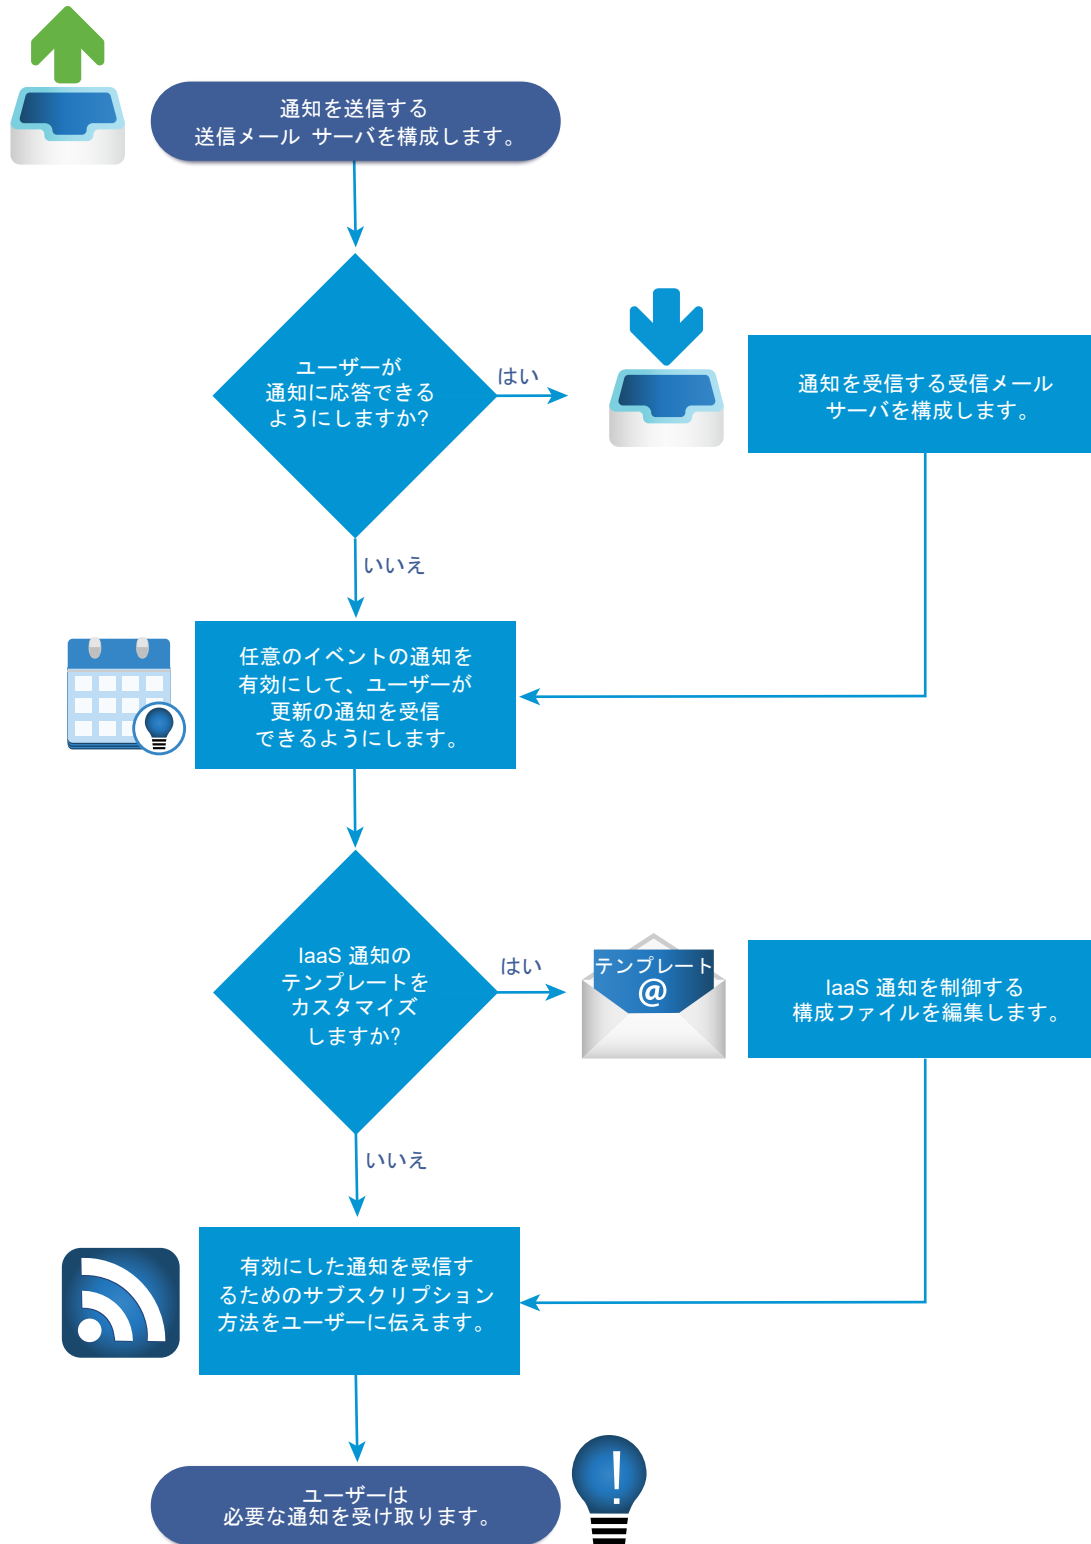 通知を送信する
送信メール サーバを構成します。
ユーザーが
通知に応答できる
ようにしますか?
はい
通知を受信する受信メール
サーバを構成します。
いいえ
任意のイベントの通知を
有効にして、ユーザーが
更新の通知を受信
できるようにします。
IaaS 通知の
テンプレートを
カスタマイズ
しますか?
はい
テンプレート
@
IaaS 通知を制御する
構成ファイルを編集します。
いいえ
有効にした通知を受信す
るためのサブスクリプション
方法をユーザーに伝えます。
ユーザーは
必要な通知を受け取ります。
!